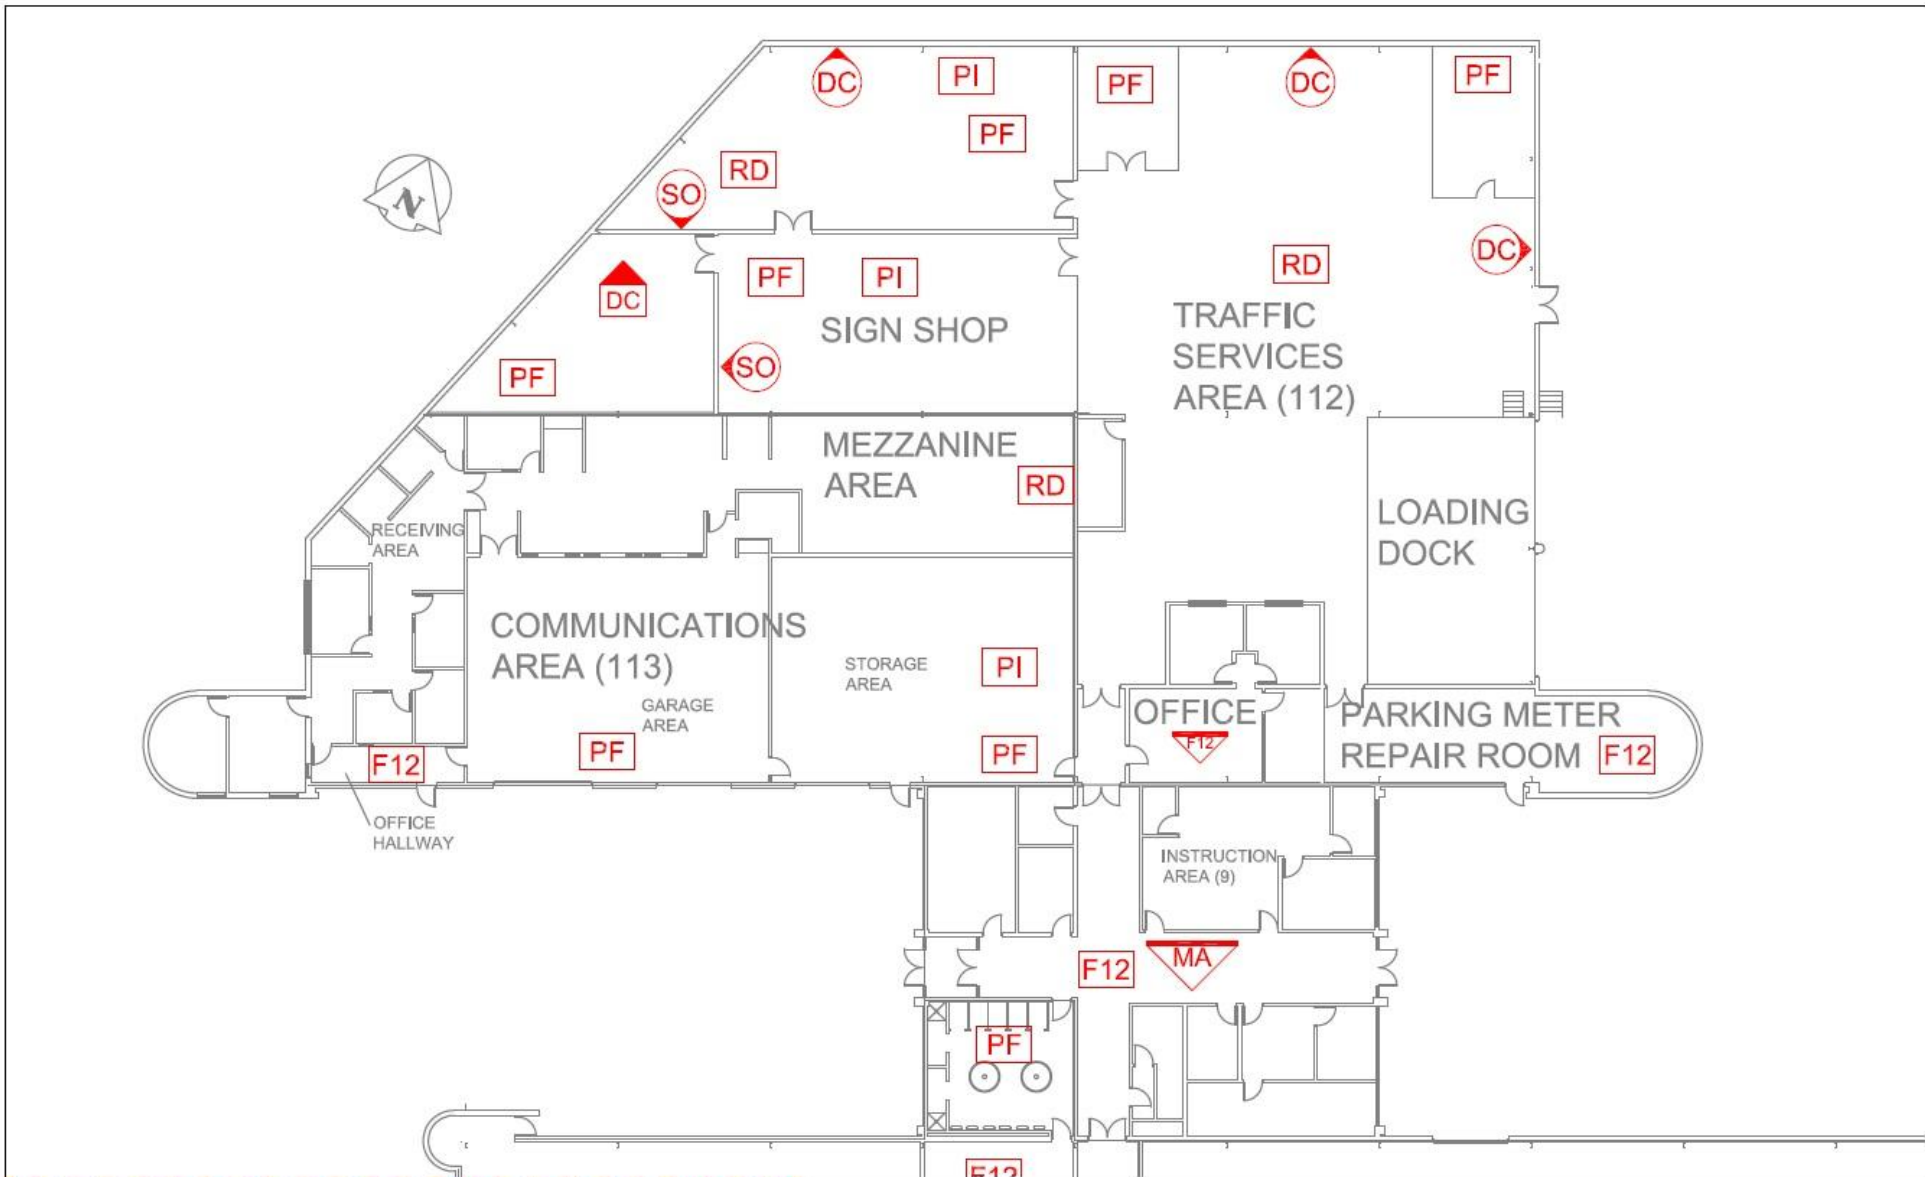 DC
PI
DC
PF
PF
PF
RD
SO
N
DC
RD
PF
PI
DC
SIGN SHOP
TRAFFIC
SERVICES
AREA (112)
SO
PF
MEZZANINE
AREA
RD
LOADING
DOCK
RECEIVING
AREA
COMMUNICATIONS
AREA (113)
STORAGE
AREA
PI
GARAGE
AREA
OFFICE
F12
PARKING METER
REPAIR ROOM
F12
PF
PF
F12
OFFICE
HALLWAY
INSTRUCTION
AREA (9)
F12
MA
PF
F12